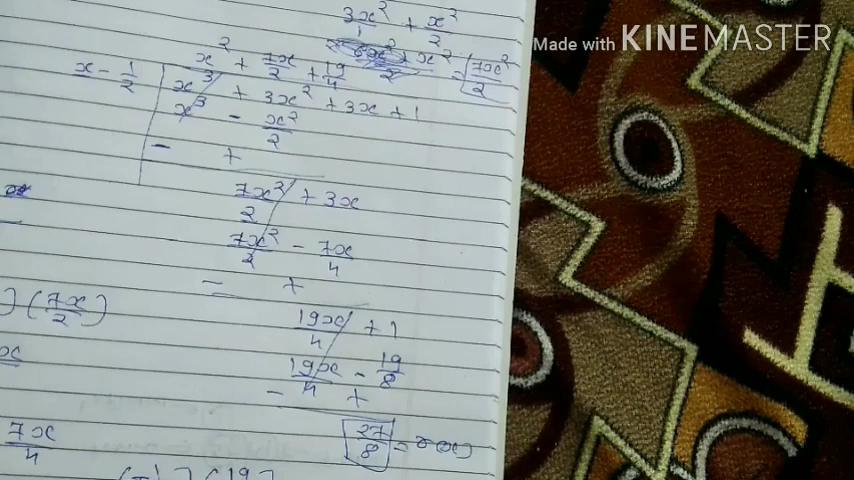 3x²/1 + x²/2
Made with KINEMASTER
= 7x²/2
x² + 7x/2 + 19/4
x - 1/2
x³ + 3x² + 3x + 1
x³ - x²/2
- +
7x²/2 + 3x
7x²/2 - 7x/4
- +
) (7x/2)
19x/4 + 1
19x/4 - 19/8
- +
7x/4
27/8 =